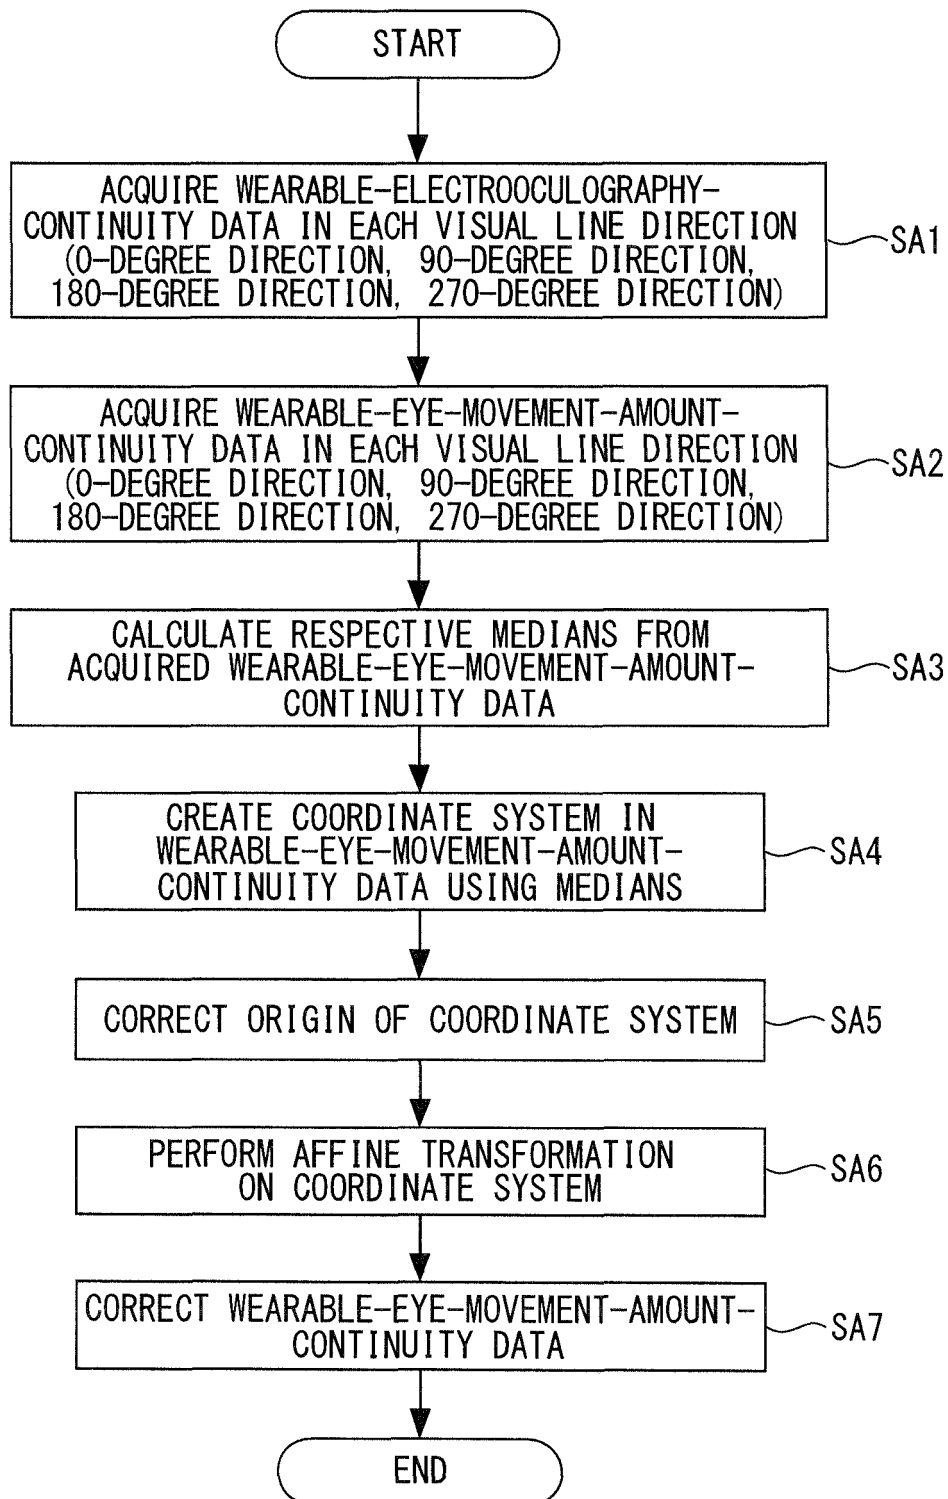 START
ACQUIRE WEARABLE-ELECTROOCULOGRAPHY-
CONTINUITY DATA IN EACH VISUAL LINE DIRECTION
(0-DEGREE DIRECTION, 90-DEGREE DIRECTION,
180-DEGREE DIRECTION, 270-DEGREE DIRECTION)
SA1
ACQUIRE WEARABLE-EYE-MOVEMENT-AMOUNT-
CONTINUITY DATA IN EACH VISUAL LINE DIRECTION
(0-DEGREE DIRECTION, 90-DEGREE DIRECTION,
180-DEGREE DIRECTION, 270-DEGREE DIRECTION)
SA2
CALCULATE RESPECTIVE MEDIANS FROM
ACQUIRED WEARABLE-EYE-MOVEMENT-AMOUNT-
CONTINUITY DATA
SA3
CREATE COORDINATE SYSTEM IN
WEARABLE-EYE-MOVEMENT-AMOUNT-
CONTINUITY DATA USING MEDIANS
SA4
CORRECT ORIGIN OF COORDINATE SYSTEM
SA5
PERFORM AFFINE TRANSFORMATION
ON COORDINATE SYSTEM
SA6
CORRECT WEARABLE-EYE-MOVEMENT-AMOUNT-
CONTINUITY DATA
SA7
END